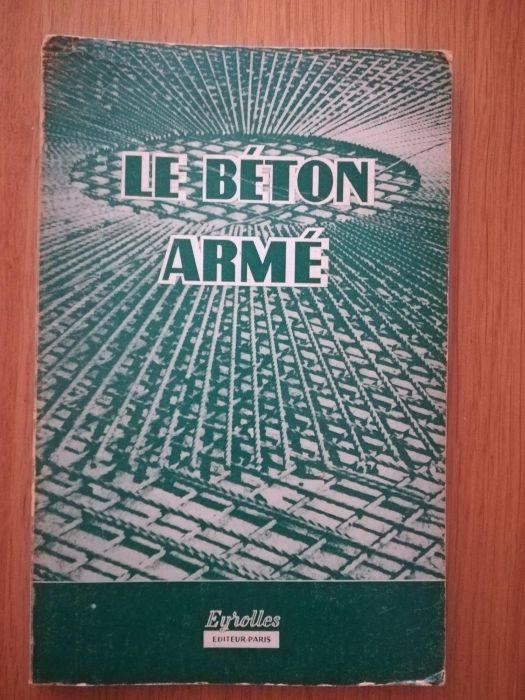 LE BÉTON
ARMÉ
Eyrolles
EDITEUR-PARIS